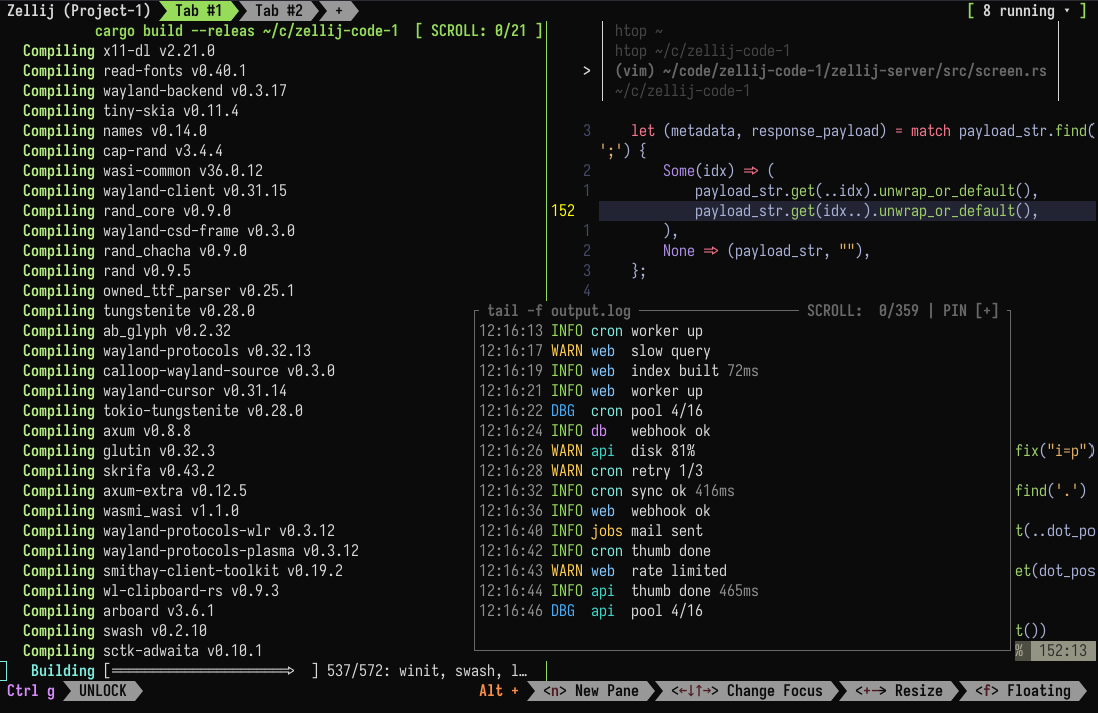 Zellij (Project-1) Tab #1 Tab #2 + [ 8 running ▾ ]
cargo build --releas ~/c/zellij-code-1 [ SCROLL: 0/21 ]
Compiling x11-dl v2.21.0
Compiling read-fonts v0.40.1
Compiling wayland-backend v0.3.17
Compiling tiny-skia v0.11.4
Compiling names v0.14.0
Compiling cap-rand v3.4.4
Compiling wasi-common v36.0.12
Compiling wayland-client v0.31.15
Compiling rand_core v0.9.0
Compiling wayland-csd-frame v0.3.0
Compiling rand_chacha v0.9.0
Compiling rand v0.9.5
Compiling owned_ttf_parser v0.25.1
Compiling tungstenite v0.28.0
Compiling ab_glyph v0.2.32
Compiling wayland-protocols v0.32.13
Compiling calloop-wayland-source v0.3.0
Compiling wayland-cursor v0.31.14
Compiling tokio-tungstenite v0.28.0
Compiling axum v0.8.8
Compiling glutin v0.32.3
Compiling skrifa v0.43.2
Compiling axum-extra v0.12.5
Compiling wasmi_wasi v1.1.0
Compiling wayland-protocols-wlr v0.3.12
Compiling wayland-protocols-plasma v0.3.12
Compiling smithay-client-toolkit v0.19.2
Compiling wl-clipboard-rs v0.9.3
Compiling arboard v3.6.1
Compiling swash v0.2.10
Compiling sctk-adwaita v0.10.1
Building [=======================> ] 537/572: winit, swash, l…
htop ~
htop ~/c/zellij-code-1
> (vim) ~/code/zellij-code-1/zellij-server/src/screen.rs
~/c/zellij-code-1
3 let (metadata, response_payload) = match payload_str.find(
';') {
2 Some(idx) => (
1 payload_str.get(..idx).unwrap_or_default(),
152 payload_str.get(idx..).unwrap_or_default(),
1 ),
2 None => (payload_str, ""),
3 };
4
tail -f output.log SCROLL: 0/359 | PIN [+]
12:16:13 INFO cron worker up
12:16:17 WARN web slow query
12:16:19 INFO web index built 72ms
12:16:21 INFO web worker up
12:16:22 DBG cron pool 4/16
12:16:24 INFO db webhook ok
12:16:26 WARN api disk 81%
12:16:28 WARN cron retry 1/3
12:16:32 INFO cron sync ok 416ms
12:16:36 INFO web webhook ok
12:16:40 INFO jobs mail sent
12:16:42 INFO cron thumb done
12:16:43 WARN web rate limited
12:16:44 INFO api thumb done 465ms
12:16:46 DBG api pool 4/16
fix("i=p")
find('.')
t(..dot_po
et(dot_pos
t())
% 152:13
Ctrl g UNLOCK Alt + <n> New Pane <←↓↑→> Change Focus <+-> Resize <f> Floating